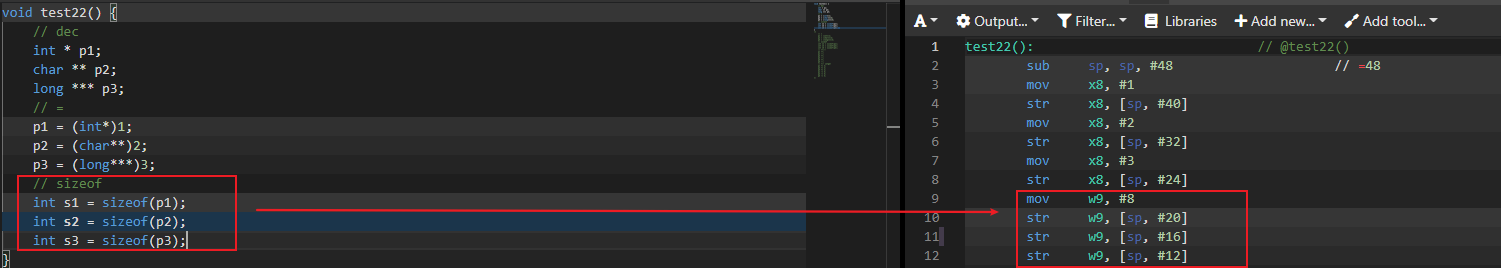 void test22() {
// dec
int * p1;
char ** p2;
long *** p3;
// =
p1 = (int*)1;
p2 = (char**)2;
p3 = (long***)3;
// sizeof
int s1 = sizeof(p1);
int s2 = sizeof(p2);
int s3 = sizeof(p3);
}
A Output... Filter... Libraries Add new... Add tool...
1 test22(): // @test22()
2 sub sp, sp, #48 // =48
3 mov x8, #1
4 str x8, [sp, #40]
5 mov x8, #2
6 str x8, [sp, #32]
7 mov x8, #3
8 str x8, [sp, #24]
9 mov w9, #8
10 str w9, [sp, #20]
11 str w9, [sp, #16]
12 str w9, [sp, #12]